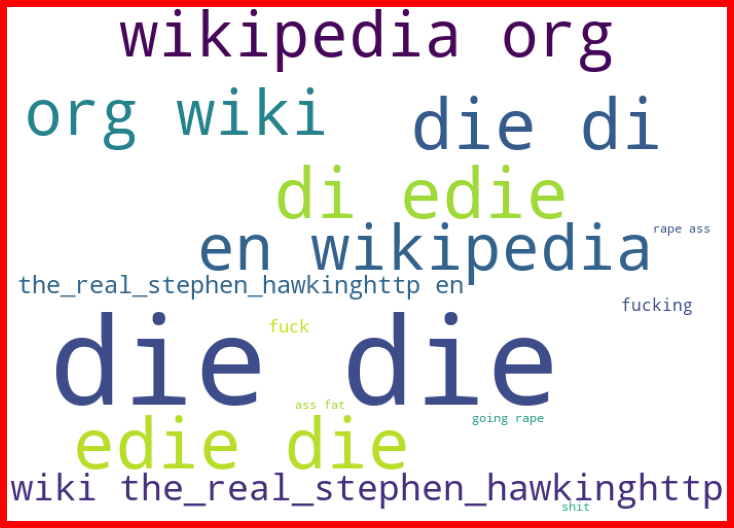 wikipedia org
org wiki
die di
di edie
en wikipedia
rape ass
the_real_stephen_hawkinghttp en
fucking
fuck
die die
ass fat
going rape
edie die
wiki the_real_stephen_hawkinghttp
shit